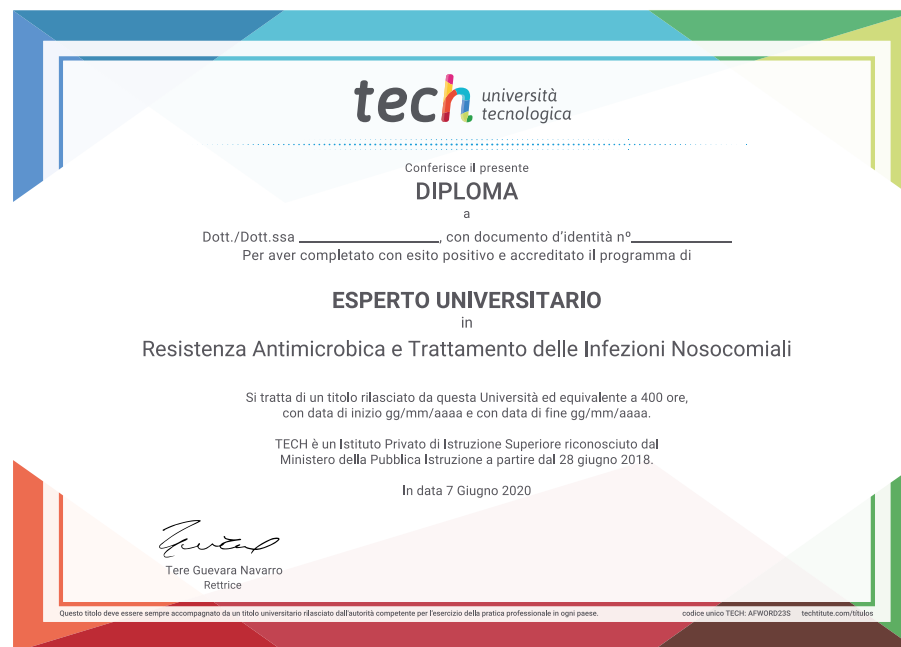 tech università
tecnologica
Conferisce il presente
DIPLOMA
a
Dott./Dott.ssa ____________________, con documento d'identità nº______________
Per aver completato con esito positivo e accreditato il programma di
ESPERTO UNIVERSITARIO
in
Resistenza Antimicrobica e Trattamento delle Infezioni Nosocomiali
Si tratta di un titolo rilasciato da questa Università ed equivalente a 400 ore,
con data di inizio gg/mm/aaaa e con data di fine gg/mm/aaaa.
TECH è un Istituto Privato di Istruzione Superiore riconosciuto dal
Ministero della Pubblica Istruzione a partire dal 28 giugno 2018.
In data 7 Giugno 2020
Tere Guevara Navarro
Rettrice
Questo titolo deve essere sempre accompagnato da un titolo universitario rilasciato dall'autorità competente per l'esercizio della pratica professionale in ogni paese. codice unico TECH: AFWORD23S techtitute.com/títulos